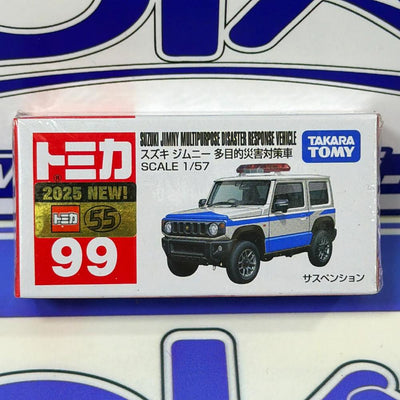 SUZUKI JIMNY MULTIPURPOSE DISASTER RESPONSE VEHICLE
トミカ
スズキ ジムニー 多目的災害対策車
SCALE 1/57
TAKARA
TOMY
2025 NEW!
トミカ 55
99
サスペンション